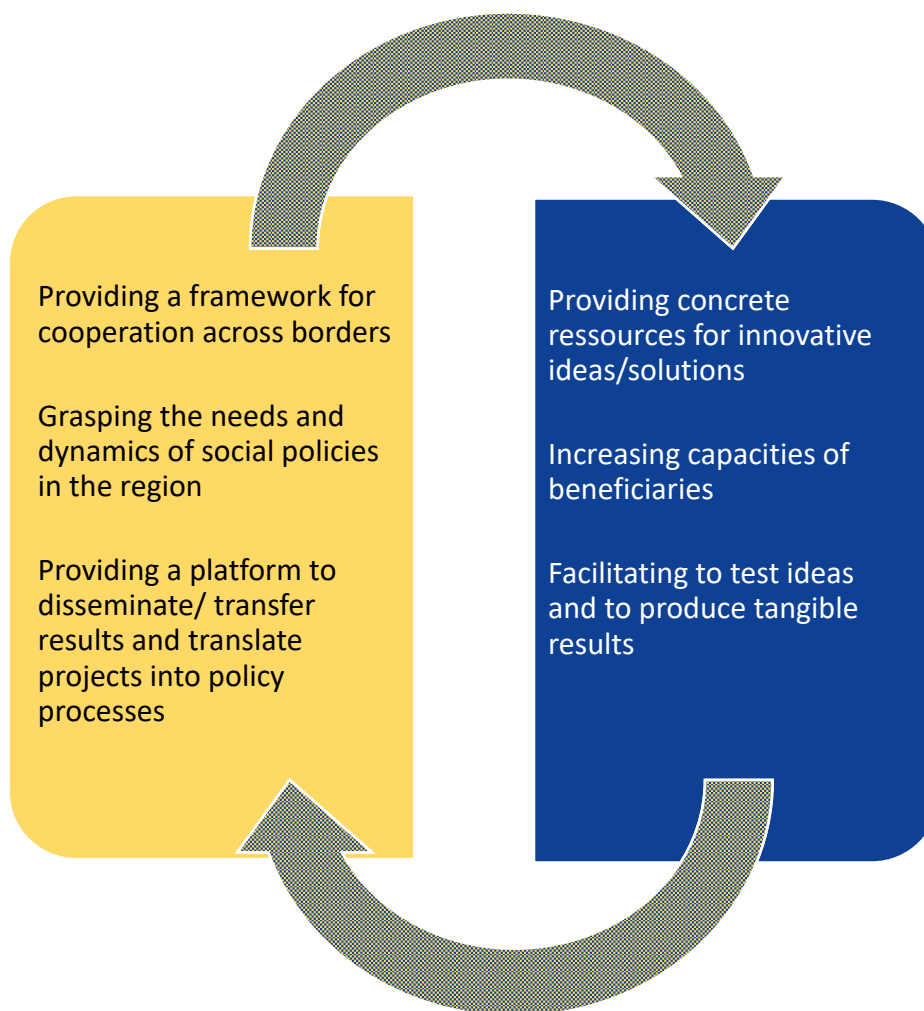 Providing a framework for
cooperation across borders
Grasping the needs and
dynamics of social policies
in the region
Providing a platform to
disseminate/ transfer
results and translate
projects into policy
processes
Providing concrete
ressources for innovative
ideas/solutions
Increasing capacities of
beneficiaries
Facilitating to test ideas
and to produce tangible
results